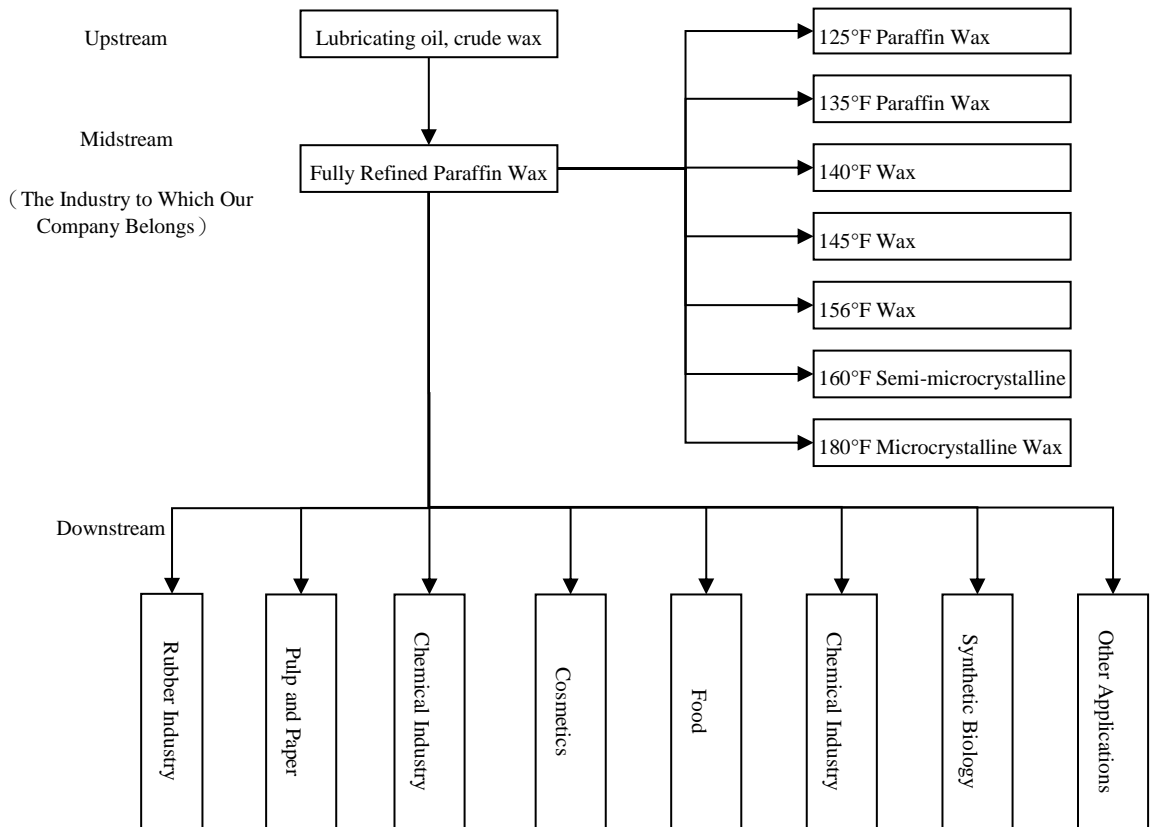 Upstream
Lubricating oil, crude wax
125°F Paraffin Wax
135°F Paraffin Wax
Midstream
（The Industry to Which Our
Company Belongs）
Fully Refined Paraffin Wax
140°F Wax
145°F Wax
156°F Wax
160°F Semi-microcrystalline
180°F Microcrystalline Wax
Downstream
Rubber Industry
Pulp and Paper
Chemical Industry
Cosmetics
Food
Chemical Industry
Synthetic Biology
Other Applications